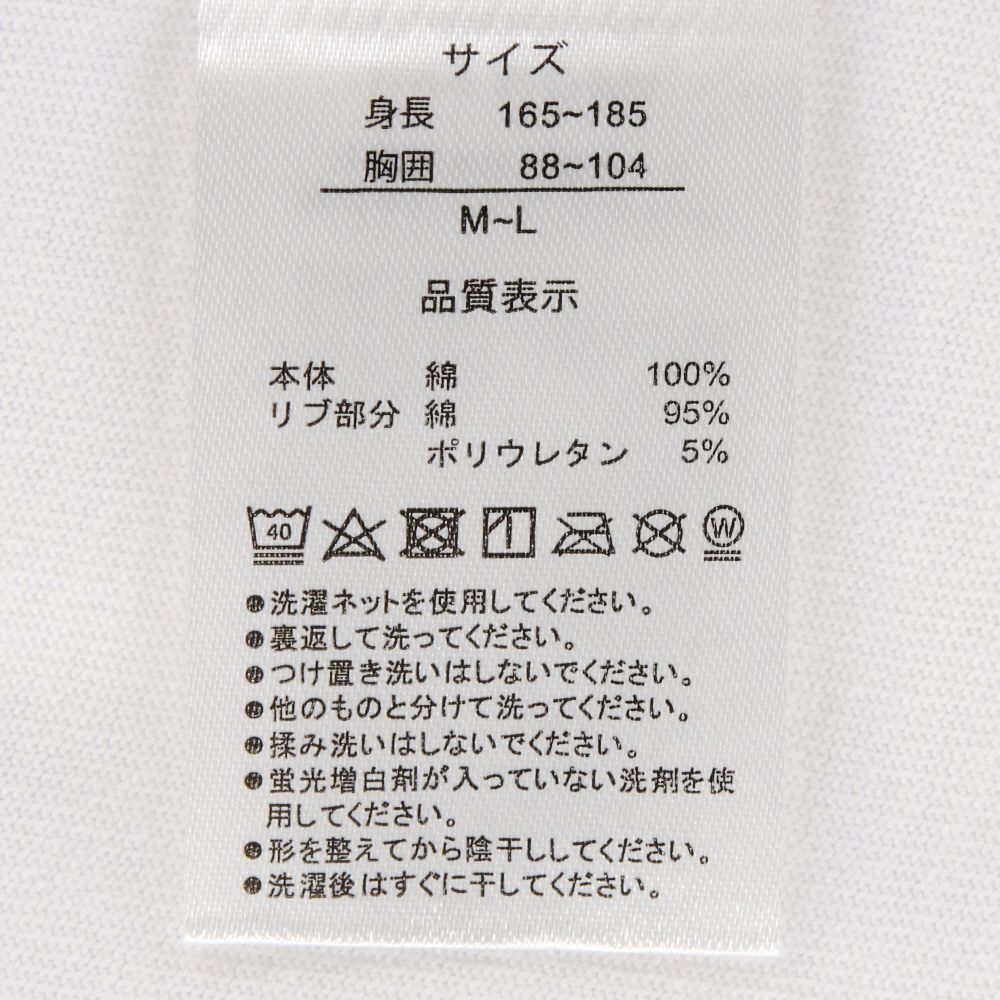 サイズ
身長 165~185
胸囲 88~104
M~L
品質表示
本体 綿 100%
リブ部分 綿 95%
ポリウレタン 5%
40 W
●洗濯ネットを使用してください。
●裏返して洗ってください。
●つけ置き洗いはしないでください。
●他のものと分けて洗ってください。
●揉み洗いはしないでください。
●蛍光増白剤が入っていない洗剤を使
用してください。
●形を整えてから陰干ししてください。
●洗濯後はすぐに干してください。